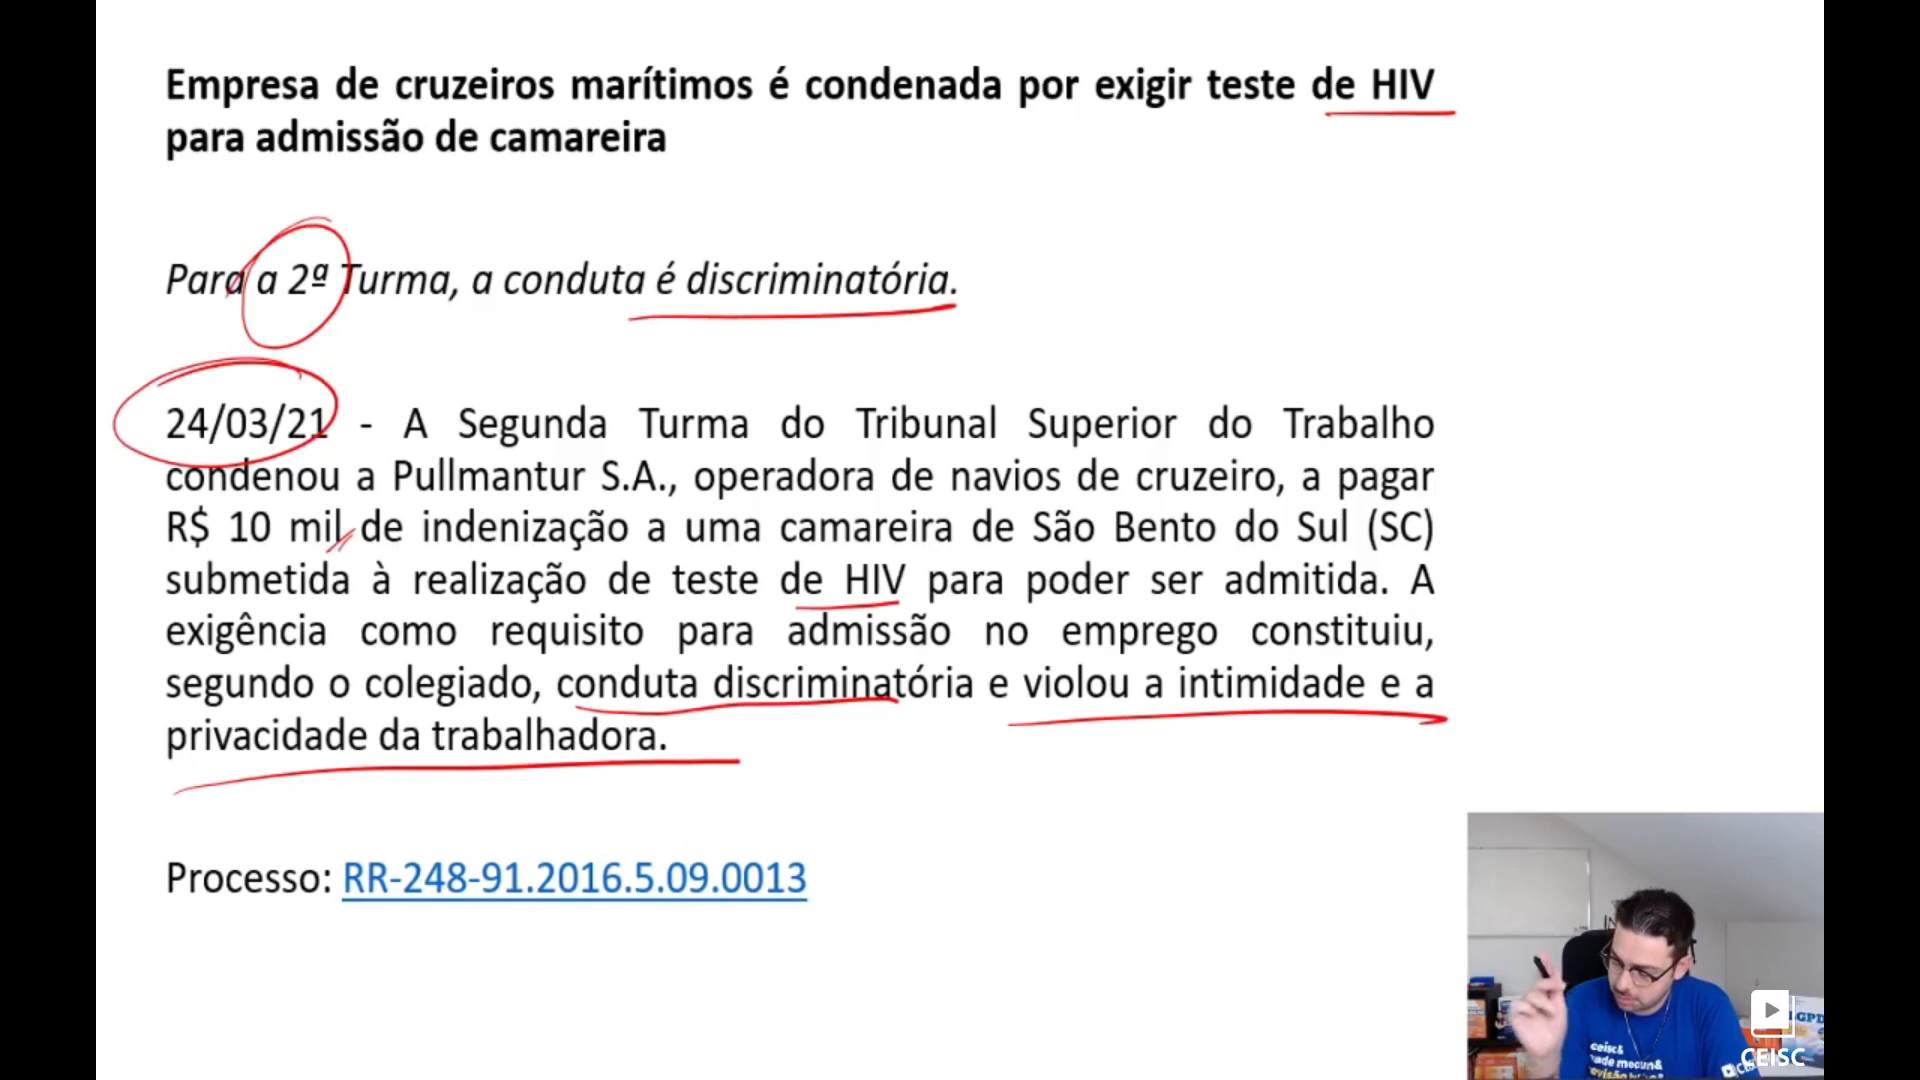 Empresa de cruzeiros marítimos é condenada por exigir teste de HIV
para admissão de camareira
Para a 2ª Turma, a conduta é discriminatória.
24/03/21 - A Segunda Turma do Tribunal Superior do Trabalho
condenou a Pullmantur S.A., operadora de navios de cruzeiro, a pagar
R$ 10 mil de indenização a uma camareira de São Bento do Sul (SC)
submetida à realização de teste de HIV para poder ser admitida. A
exigência como requisito para admissão no emprego constituiu,
segundo o colegiado, conduta discriminatória e violou a intimidade e a
privacidade da trabalhadora.
Processo: RR-248-91.2016.5.09.0013
LGPD
ceisc&
CEISC